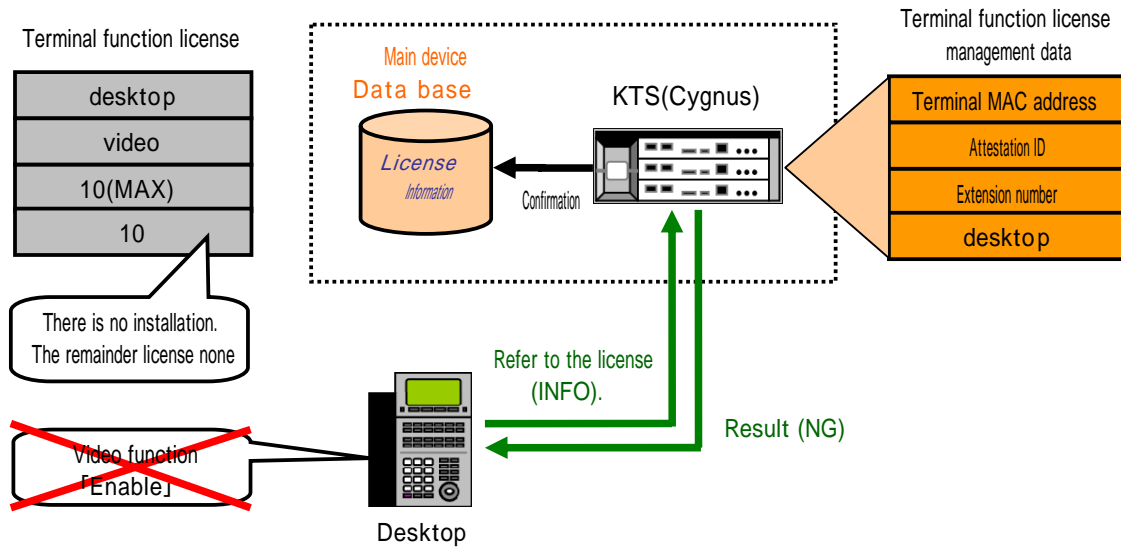 Terminal function license
desktop
video
10(MAX)
10
There is no installation.
The remainder license none
Video function
「Enable」
Main device
Data base
License
Information
Confirmation
KTS(Cygnus)
Terminal function license
management data
Terminal MAC address
Attestation ID
Extension number
desktop
Refer to the license
(INFO).
Result (NG)
Desktop